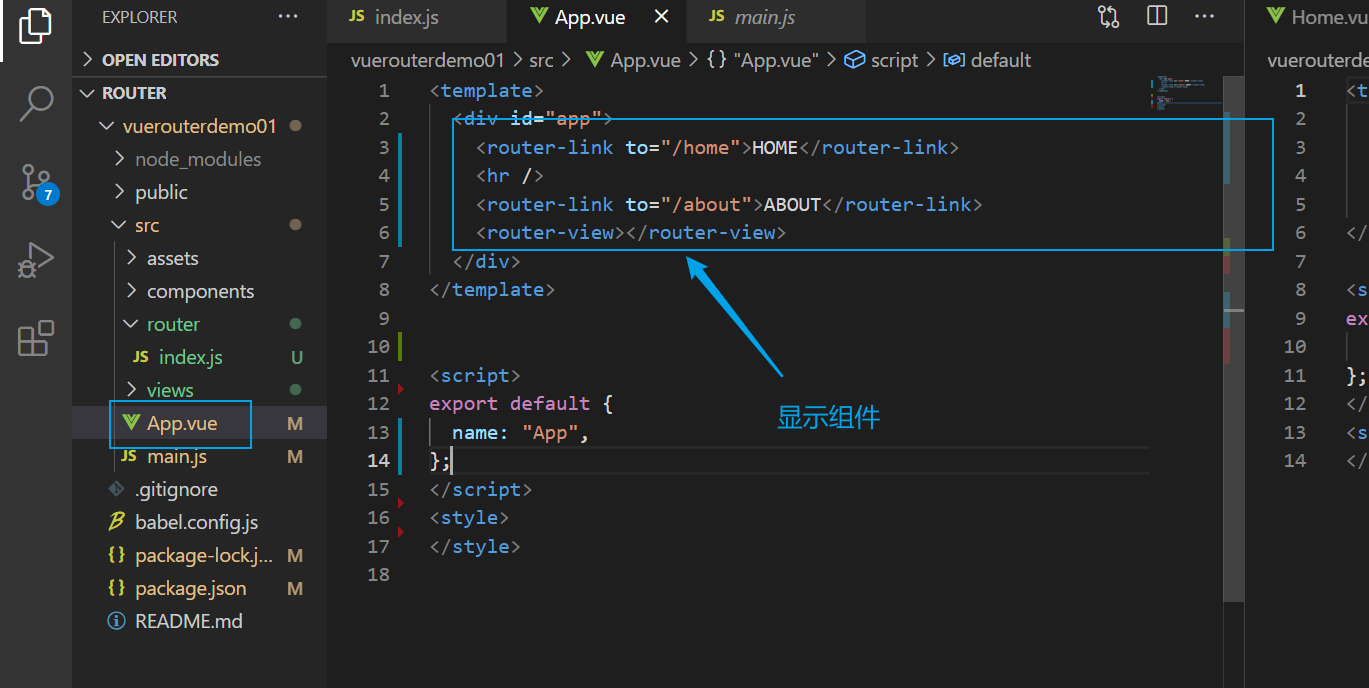 EXPLORER
OPEN EDITORS
ROUTER
vuerouterdemo01
node_modules
public
src
assets
components
router
JS index.js U
views
App.vue M
JS main.js M
.gitignore
babel.config.js
{} package-lock.j... M
{} package.json M
README.md
7
JS index.js App.vue JS main.js
vuerouterdemo01 > src > App.vue > {} "App.vue" > script > default
1 <template>
2 <div id="app">
3 <router-link to="/home">HOME</router-link>
4 <hr />
5 <router-link to="/about">ABOUT</router-link>
6 <router-view></router-view>
7 </div>
8 </template>
9
10
11 <script>
12 export default {
13 name: "App",
14 };
15 </script>
16 <style>
17 </style>
18
显示组件
Home.vu
vuerouterde
1 <t
2
3
4
5
6 </
7
8 <s
9 ex
10
11 };
12 </
13 <s
14 </